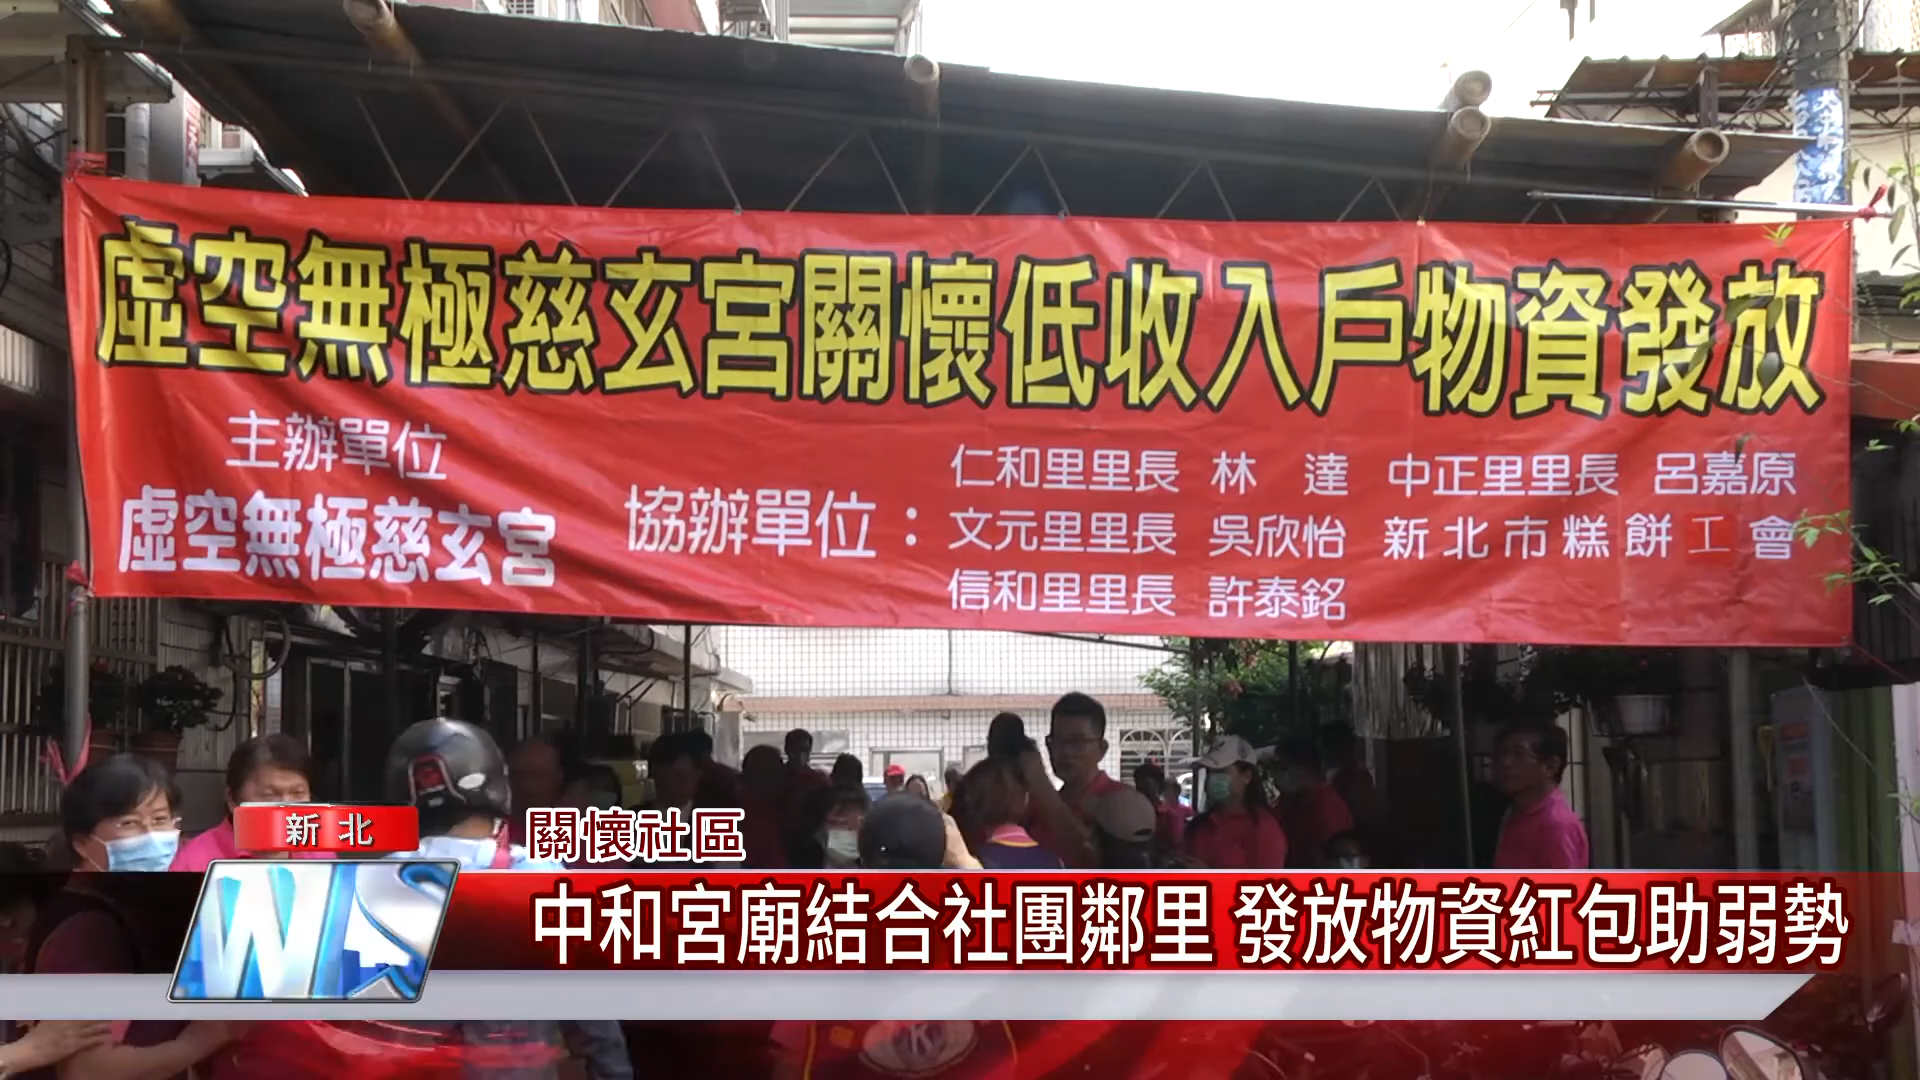 虛空無極慈玄宮關懷低收入戶物資發放
主辦單位
虛空無極慈玄宮
協辦單位：
仁和里里長 林 達 中正里里長 呂嘉原
文元里里長 吳欣怡 新北市糕餅工會
信和里里長 許泰銘
新北
關懷社區
中和宮廟結合社團鄰里 發放物資紅包助弱勢